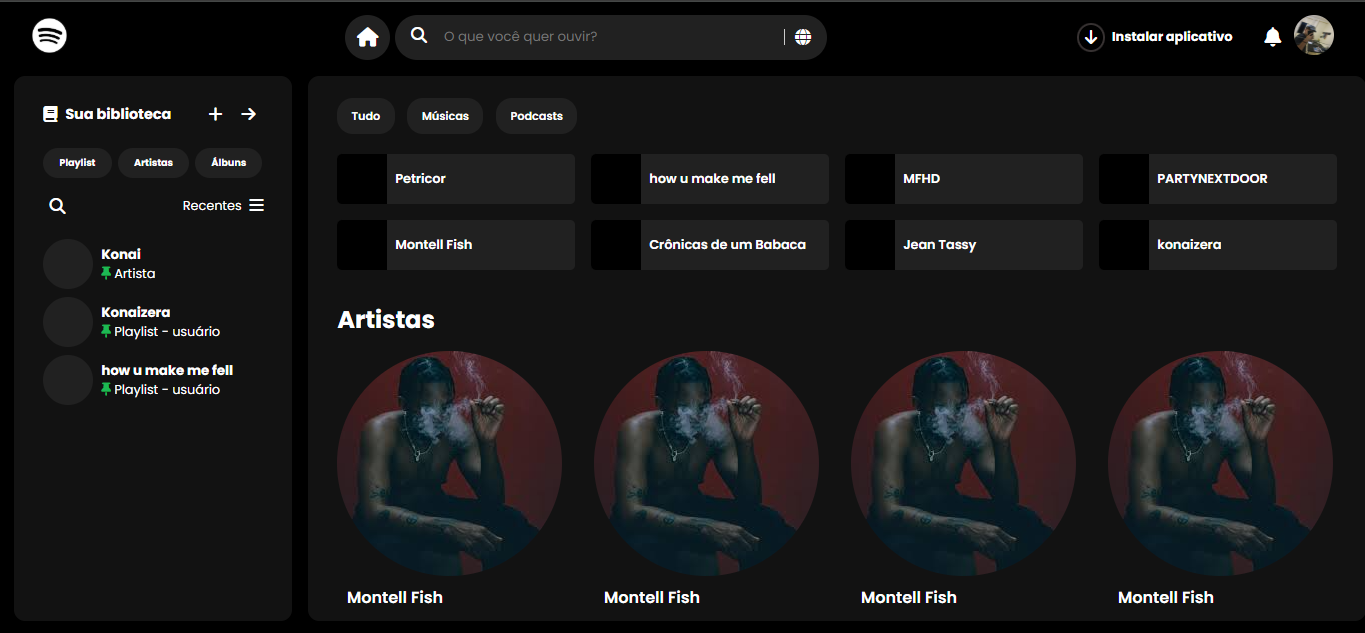 O que você quer ouvir?
Instalar aplicativo
Sua biblioteca
Playlist Artistas Álbuns
Recentes
Konai
Artista
Konaizera
Playlist - usuário
how u make me fell
Playlist - usuário
Tudo Músicas Podcasts
Petricor how u make me fell MFHD PARTYNEXTDOOR
Montell Fish Crônicas de um Babaca Jean Tassy konaizera
Artistas
Montell Fish Montell Fish Montell Fish Montell Fish